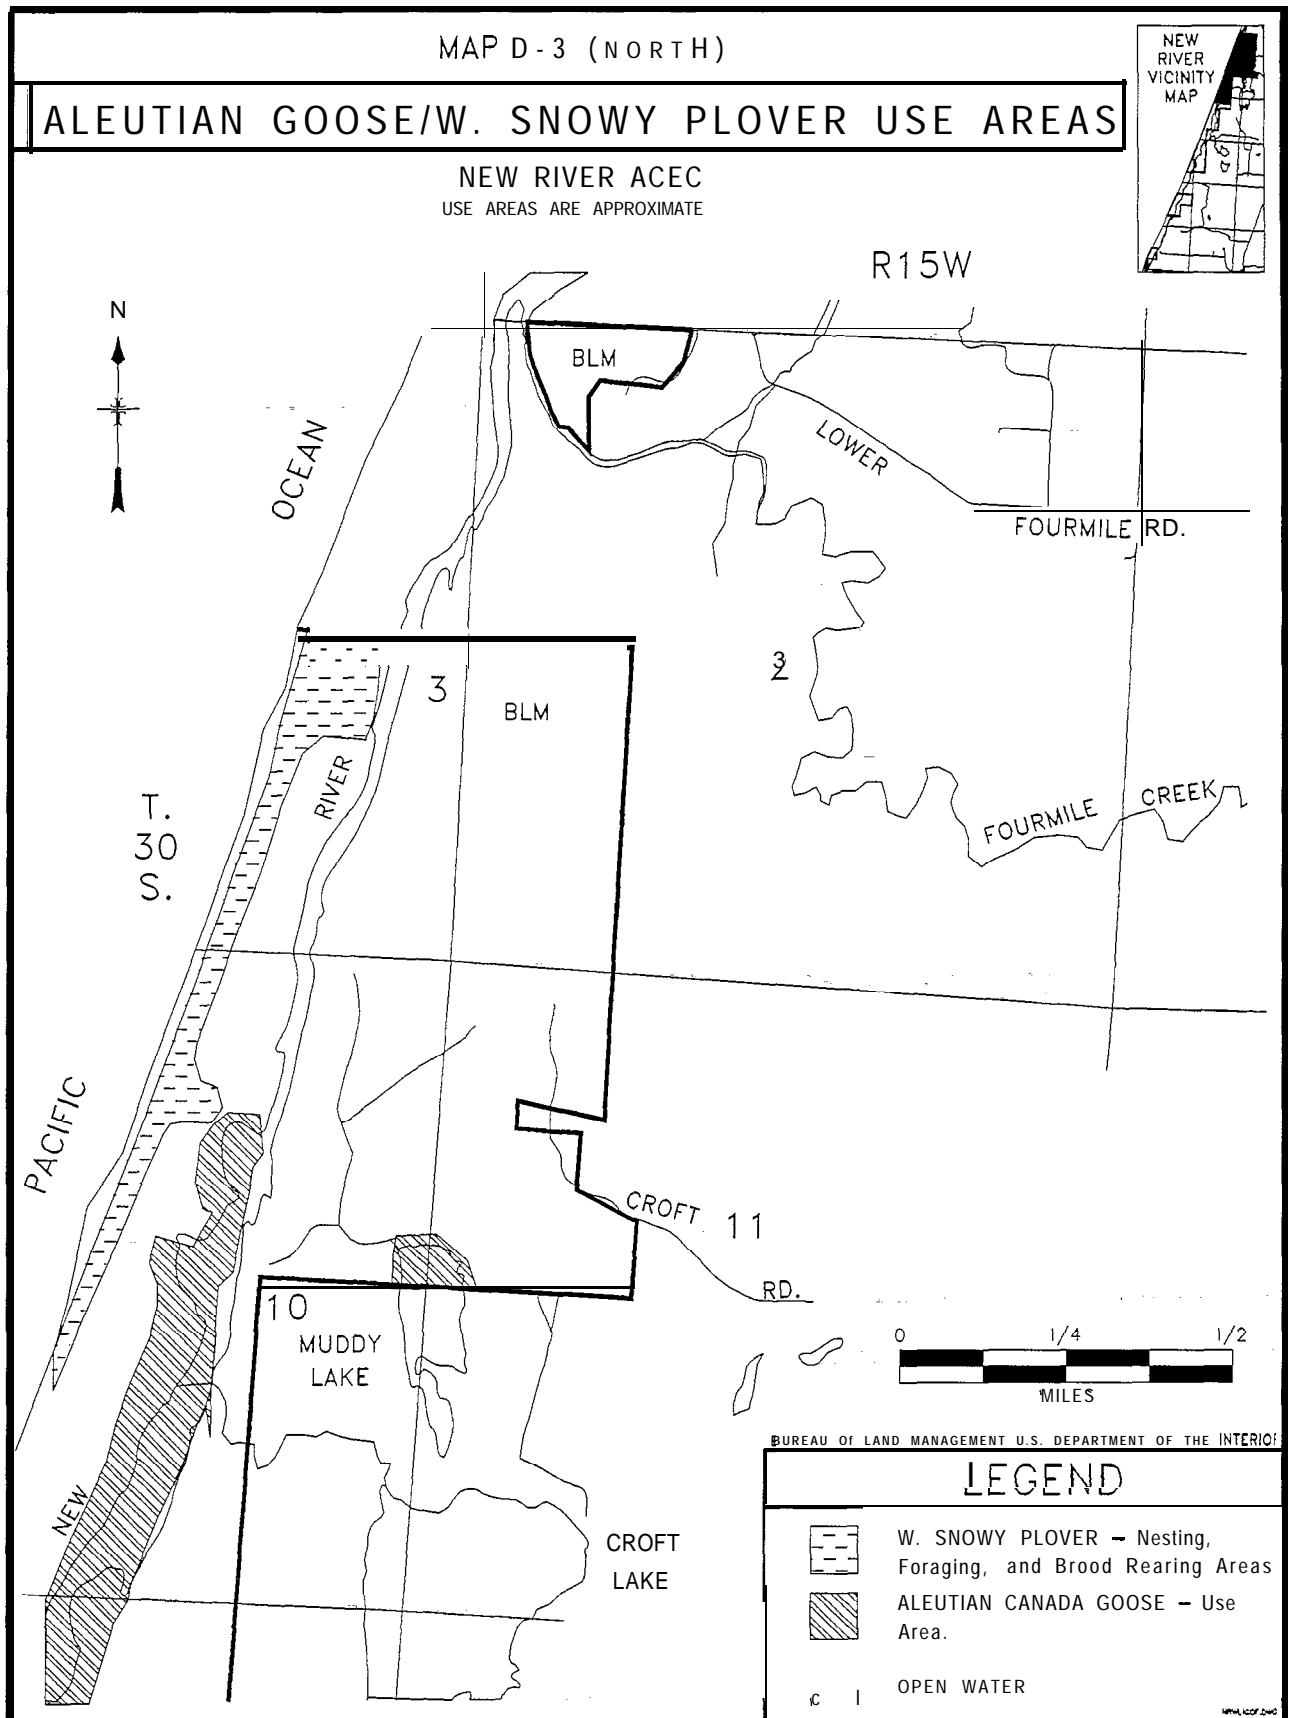 MAP D-3 (NORTH)
NEW
RIVER
VICINITY
MAP
ALEUTIAN GOOSE/W. SNOWY PLOVER USE AREAS
NEW RIVER ACEC
USE AREAS ARE APPROXIMATE
R15W
N
BLM
OCEAN
LOWER
FOURMILE RD.
3
BLM
RIVER
T.
30
S.
FOURMILE CREEK
PACIFIC
CROFT
11
RD.
10
MUDDY
LAKE
0 1/4 1/2
MILES
BUREAU Of LAND MANAGEMENT U.S. DEPARTMENT OF THE INTERIOR
LEGEND
NEW
W. SNOWY PLOVER – Nesting,
Foraging, and Brood Rearing Areas
CROFT
LAKE
ALEUTIAN CANADA GOOSE – Use
Area.
C I OPEN WATER